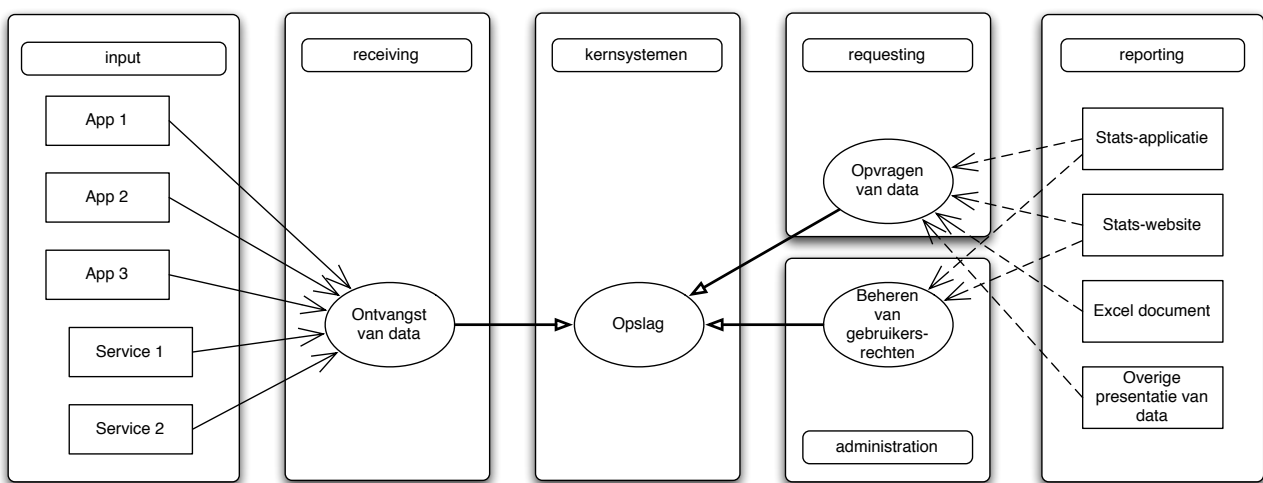 input
App 1
App 2
App 3
Service 1
Service 2
receiving
Ontvangst
van data
kernsystemen
Opslag
requesting
Opvragen
van data
Beheren
van
gebruikers-
rechten
administration
reporting
Stats-applicatie
Stats-website
Excel document
Overige
presentatie van
data